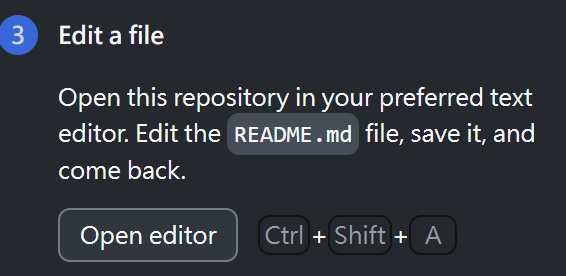 3 Edit a file
Open this repository in your preferred text
editor. Edit the README.md file, save it, and
come back.
Open editor Ctrl + Shift + A